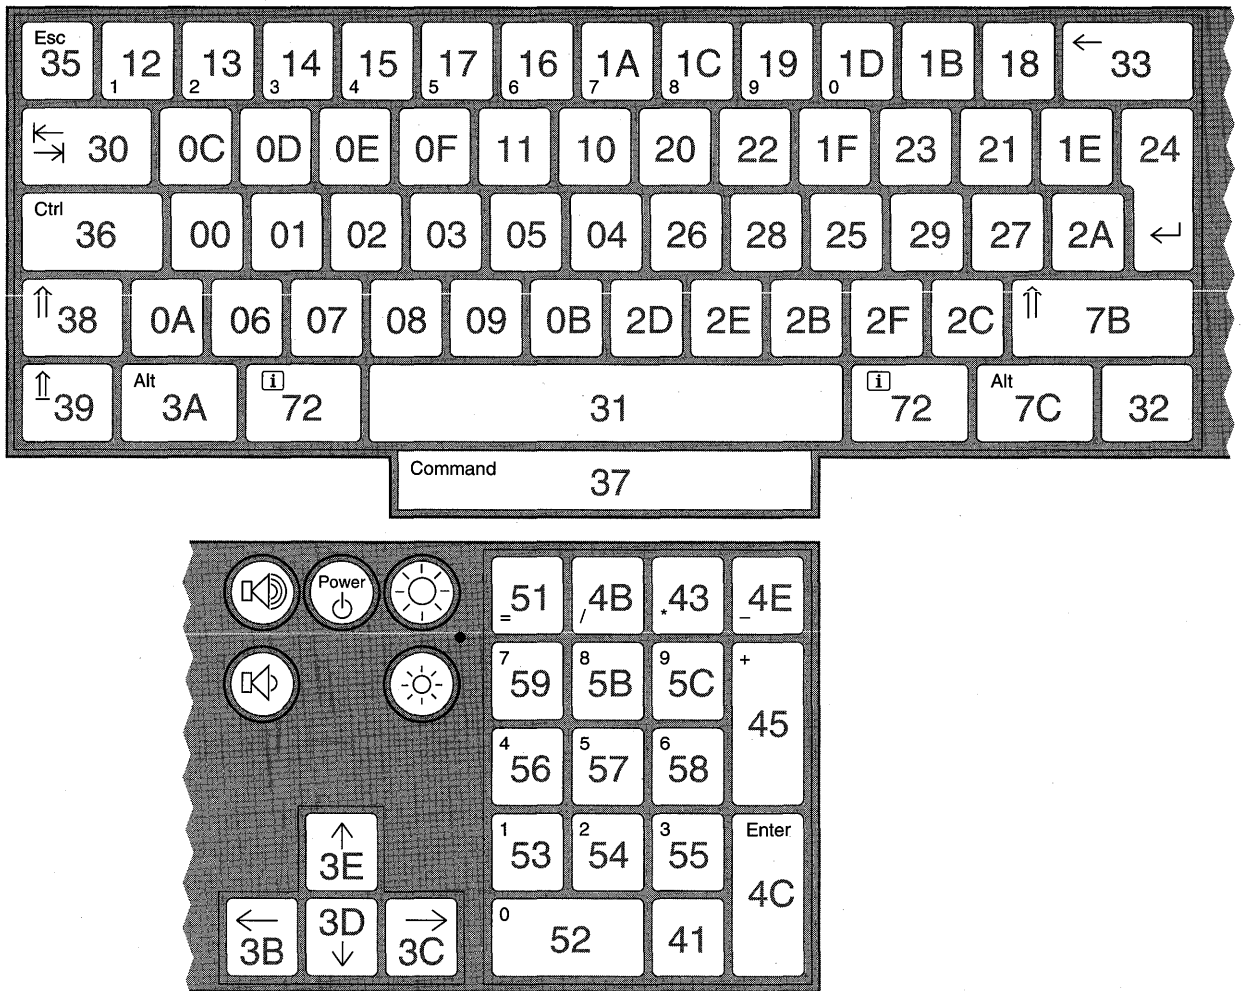 Esc 35 1 12 2 13 3 14 4 15 5 17 6 16 7 1A 8 1C 9 19 0 1D 1B 18 ← 33
⇤⇥ 30 0C 0D 0E 0F 11 10 20 22 1F 23 21 1E 24
Ctrl 36 00 01 02 03 05 04 26 28 25 29 27 2A ↵
⇑ 38 0A 06 07 08 09 0B 2D 2E 2B 2F 2C ⇑ 7B
⇑ 39 Alt 3A i 72 31 i 72 Alt 7C 32
Command 37
Power
= 51 / 4B * 43 – 4E
7 59 8 5B 9 5C + 45
4 56 5 57 6 58
↑ 3E
1 53 2 54 3 55 Enter 4C
← 3B 3D ↓ → 3C
0 52 41